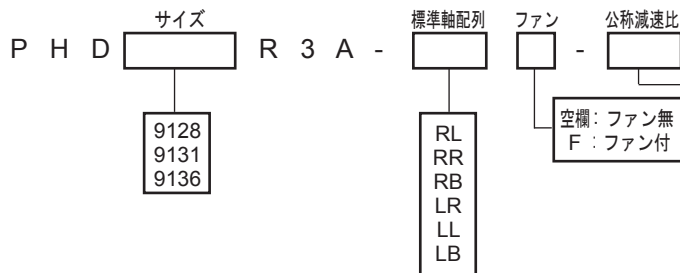 サイズ 標準軸配列 ファン 公称減速比
P H D R 3 A - -
9128
9131
9136
RL
RR
RB
LR
LL
LB
空欄：ファン無
F ：ファン付